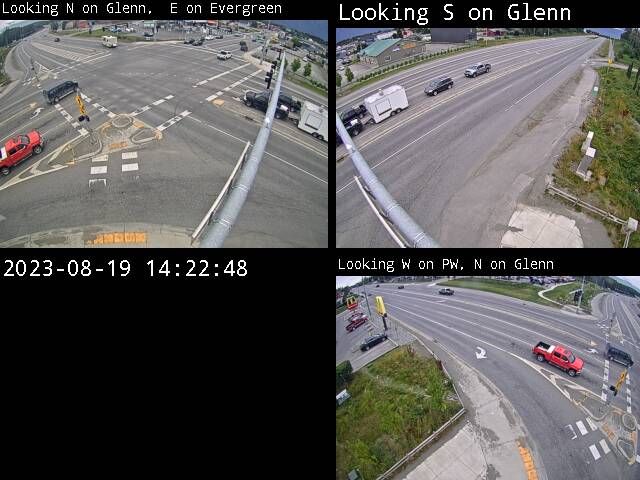 Looking N on Glenn,  E on Evergreen
Looking S on Glenn
2023-08-19 14:22:48
Looking W on PW, N on Glenn